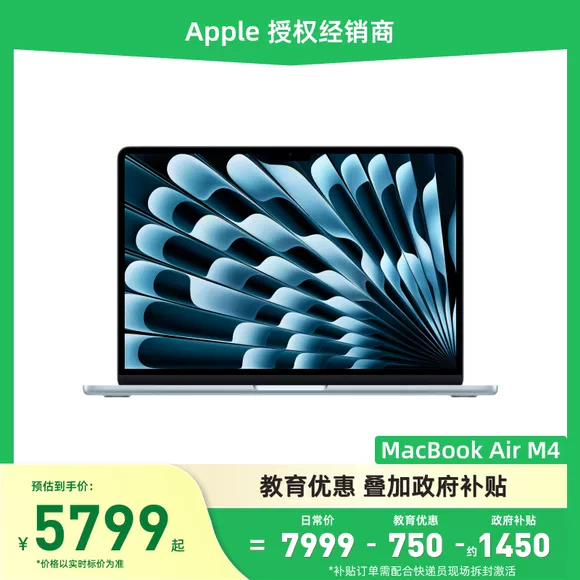 Apple 授权经销商
MacBook Air M4
预估到手价：
¥5799起
*价格以实时标价为准
教育优惠 叠加政府补贴
日常价 教育优惠 政府补贴
= 7999 - 750 - 约1450
*补贴订单需配合快递员现场拆封激活